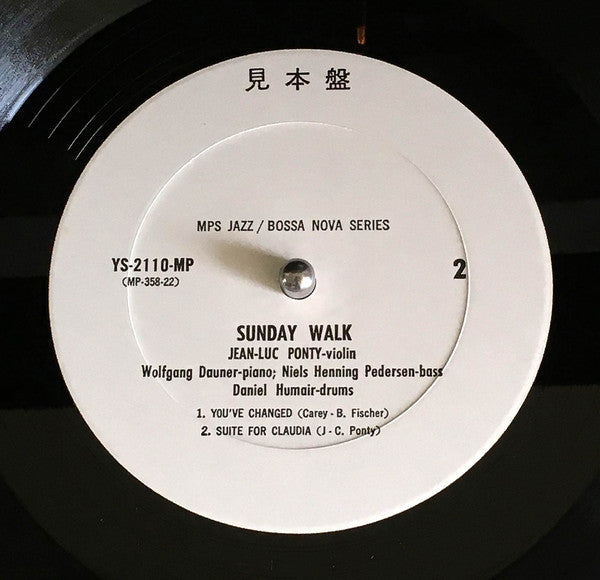 見本盤
MPS JAZZ / BOSSA NOVA SERIES
YS-2110-MP
(MP-358-22)
2
SUNDAY WALK
JEAN-LUC PONTY-violin
Wolfgang Dauner-piano; Niels Henning Pedersen-bass
Daniel Humair-drums
1. YOU'VE CHANGED (Carey - B. Fischer)
2. SUITE FOR CLAUDIA (J - C. Ponty)